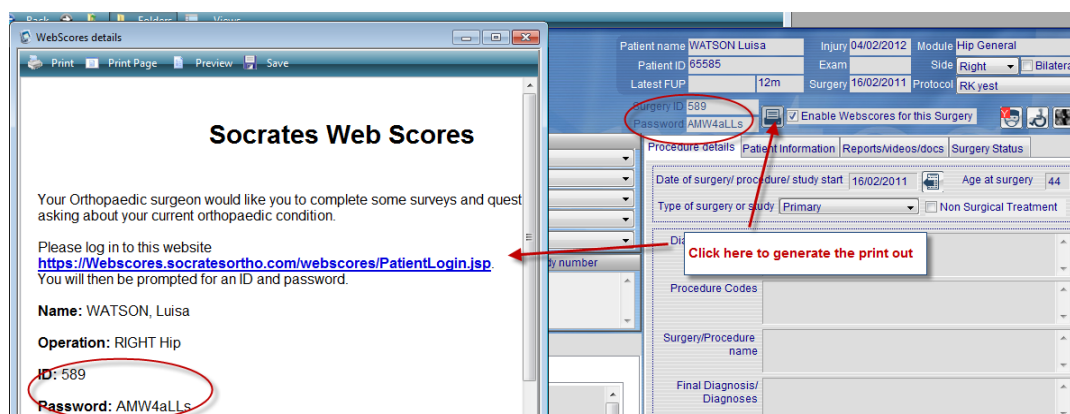 Back Folders Views
WebScores details
Print Print Page Preview Save
Socrates Web Scores
Your Orthopaedic surgeon would like you to complete some surveys and quest
asking about your current orthopaedic condition.
Please log in to this website
https://Webscores.socratesortho.com/webscores/PatientLogin.jsp.
You will then be prompted for an ID and password.
Name: WATSON, Luisa
Operation: RIGHT Hip
ID: 589
Password: AMW4aLLs
Patient name WATSON Luisa Injury 04/02/2012 Module Hip General
Patient ID 65585 Exam Side Right Bilatera
Latest FUP 12m Surgery 16/02/2011 Protocol RK yest
Surgery ID 589
Password AMW4aLLs Enable Webscores for this Surgery
Procedure details Patient Information Reports/videos/docs Surgery Status
Date of surgery/ procedure/ study start 16/02/2011 Age at surgery 44
Type of surgery or study Primary Non Surgical Treatment
Dia
Click here to generate the print out
dy number
Procedure Codes
Surgery/Procedure
name
Final Diagnosis/
Diagnoses